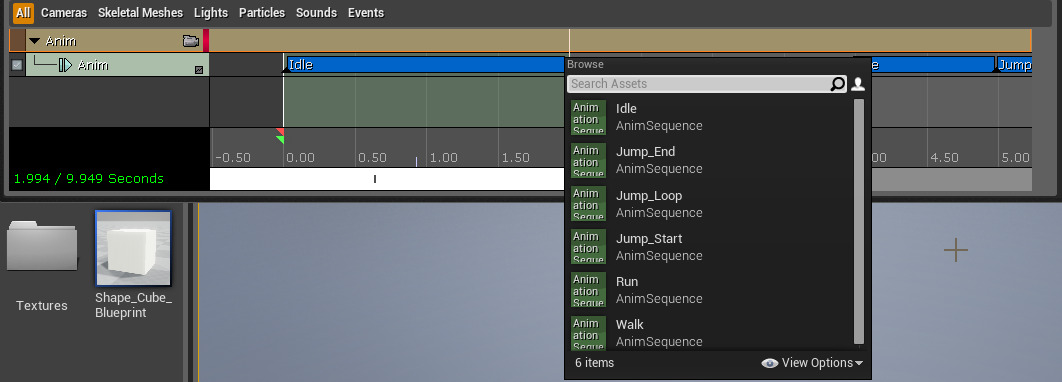 All Cameras Skeletal Meshes Lights Particles Sounds Events
Anim
Anim
Idle
Jump
-0.50 0.00 0.50 1.00 1.50 4.50 5.00
1.994 / 9.949 Seconds
Browse
Search Assets
Anim
ation
Seque
Idle
AnimSequence
Anim
ation
Seque
Jump_End
AnimSequence
Anim
ation
Seque
Jump_Loop
AnimSequence
Anim
ation
Seque
Jump_Start
AnimSequence
Anim
ation
Seque
Run
AnimSequence
Anim
ation
Seque
Walk
AnimSequence
6 items
View Options
Textures
Shape_Cube_
Blueprint